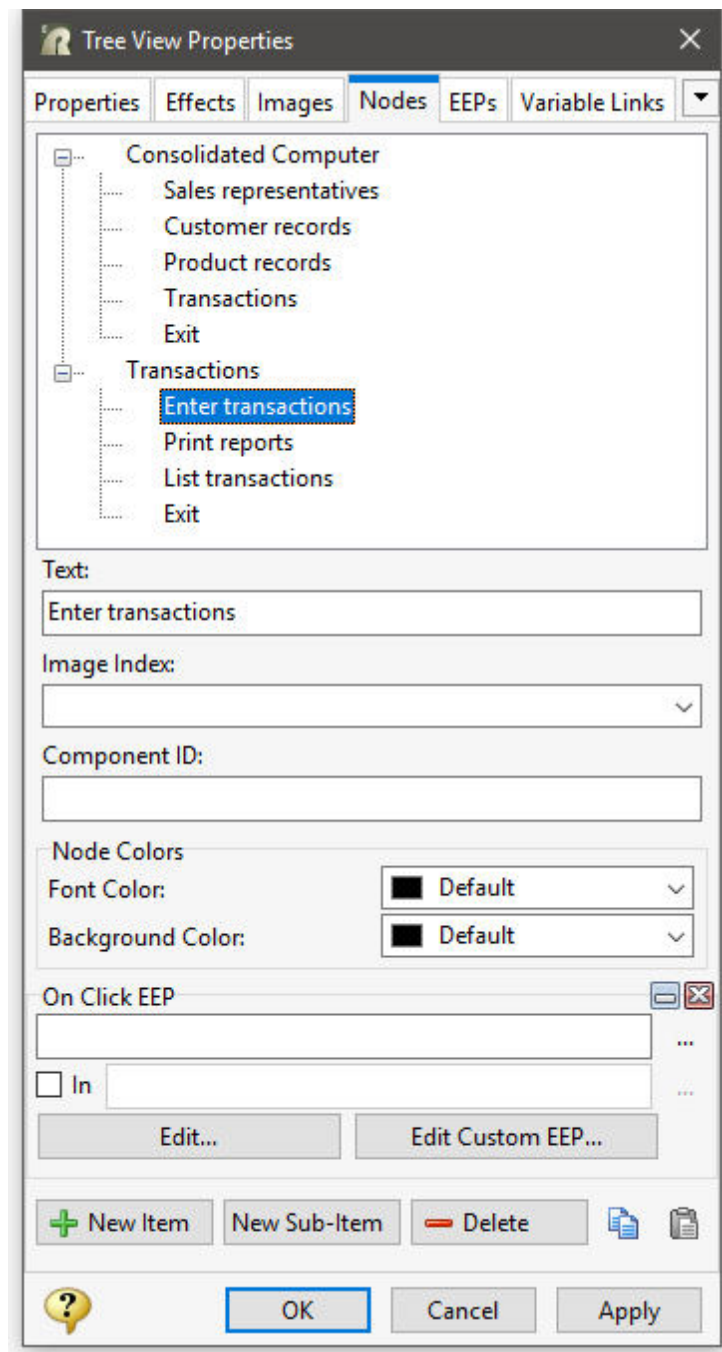 Tree View Properties
Properties Effects Images Nodes EEPs Variable Links
Consolidated Computer
Sales representatives
Customer records
Product records
Transactions
Exit
Transactions
Enter transactions
Print reports
List transactions
Exit
Text:
Enter transactions
Image Index:
Component ID:
Node Colors
Font Color: Default
Background Color: Default
On Click EEP
...
In ...
Edit... Edit Custom EEP...
New Item New Sub-Item Delete
? OK Cancel Apply